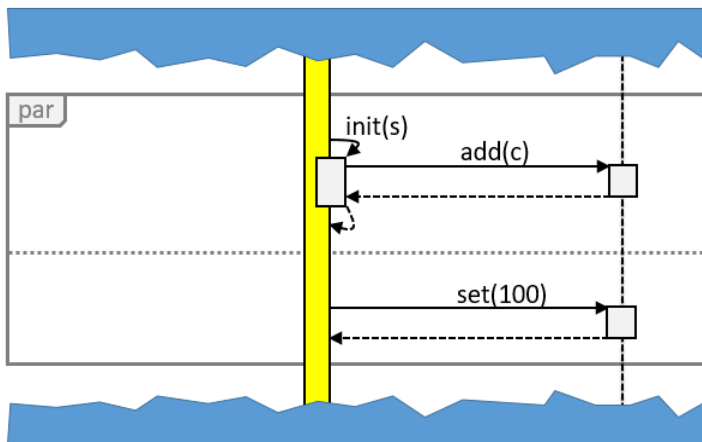 par
init(s)
add(c)
set(100)